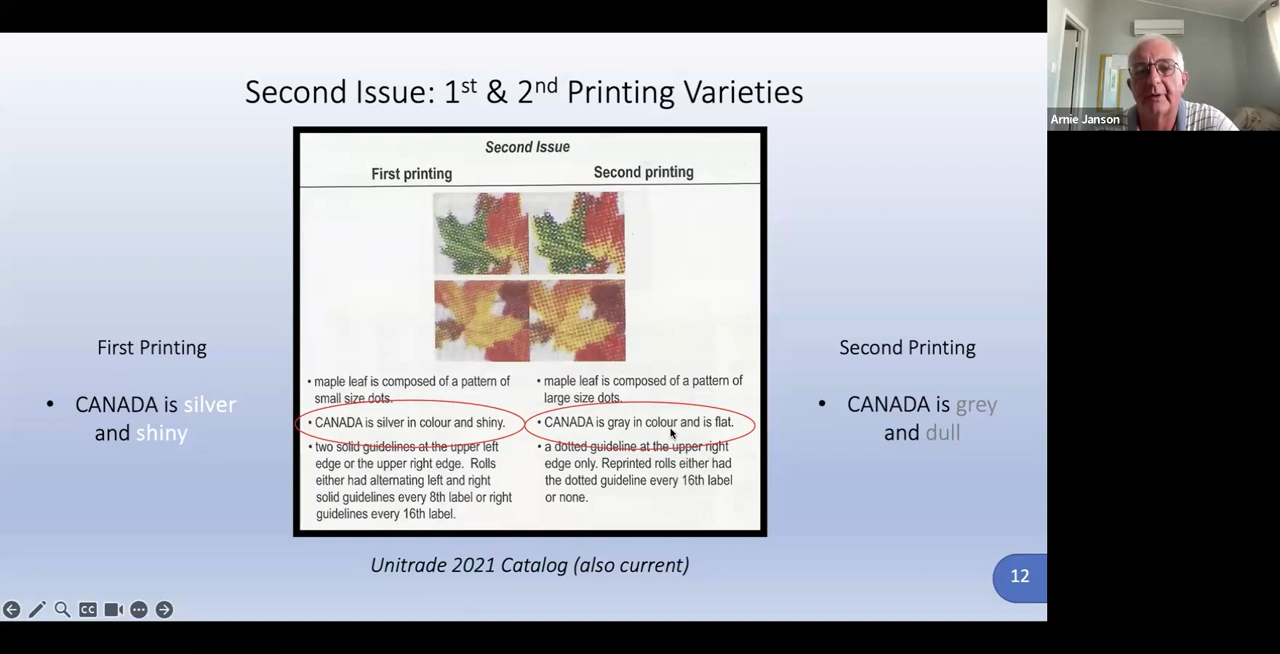 Second Issue: 1st & 2nd Printing Varieties
Second Issue
First printing
Second printing
• maple leaf is composed of a pattern of
small size dots.
• CANADA is silver in colour and shiny.
• two solid guidelines at the upper left
edge or the upper right edge. Rolls
either had alternating left and right
solid guidelines every 8th label or right
guidelines every 16th label.
• maple leaf is composed of a pattern of
large size dots.
• CANADA is gray in colour and is flat.
• a dotted guideline at the upper right
edge only. Reprinted rolls either had
the dotted guideline every 16th label
or none.
First Printing
• CANADA is silver
and shiny
Second Printing
• CANADA is grey
and dull
Unitrade 2021 Catalog (also current)
12
CC
Arnie Janson